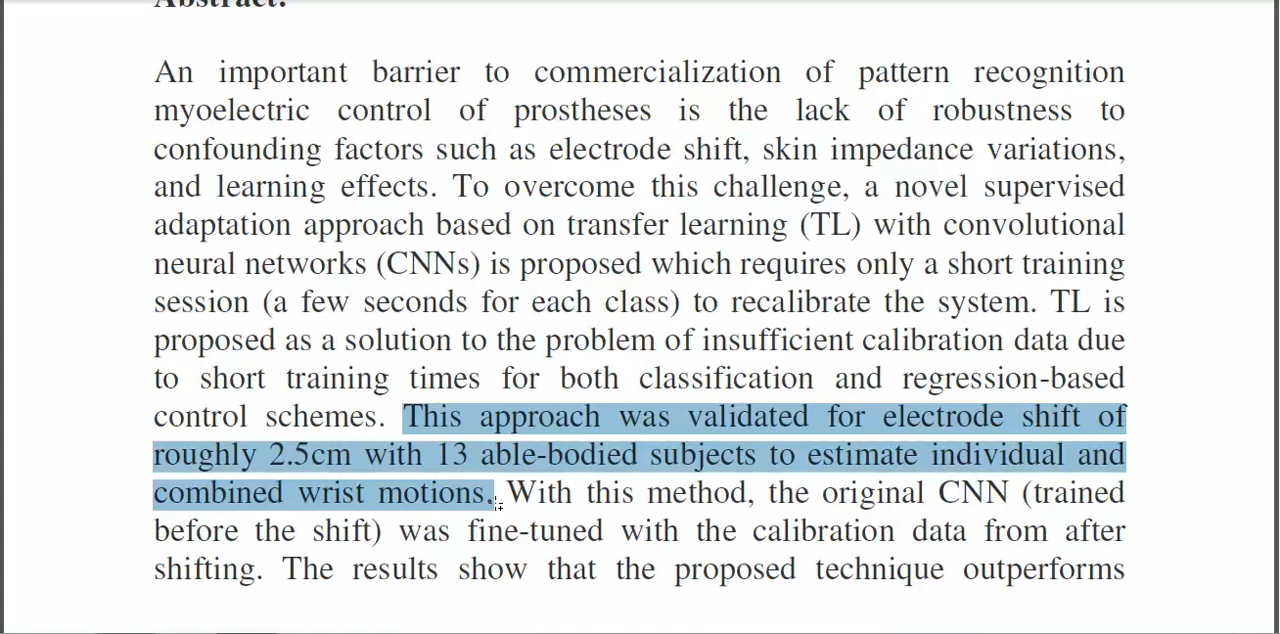 Abstract:
An important barrier to commercialization of pattern recognition
myoelectric control of prostheses is the lack of robustness to
confounding factors such as electrode shift, skin impedance variations,
and learning effects. To overcome this challenge, a novel supervised
adaptation approach based on transfer learning (TL) with convolutional
neural networks (CNNs) is proposed which requires only a short training
session (a few seconds for each class) to recalibrate the system. TL is
proposed as a solution to the problem of insufficient calibration data due
to short training times for both classification and regression-based
control schemes. This approach was validated for electrode shift of
roughly 2.5cm with 13 able-bodied subjects to estimate individual and
combined wrist motions. With this method, the original CNN (trained
before the shift) was fine-tuned with the calibration data from after
shifting. The results show that the proposed technique outperforms